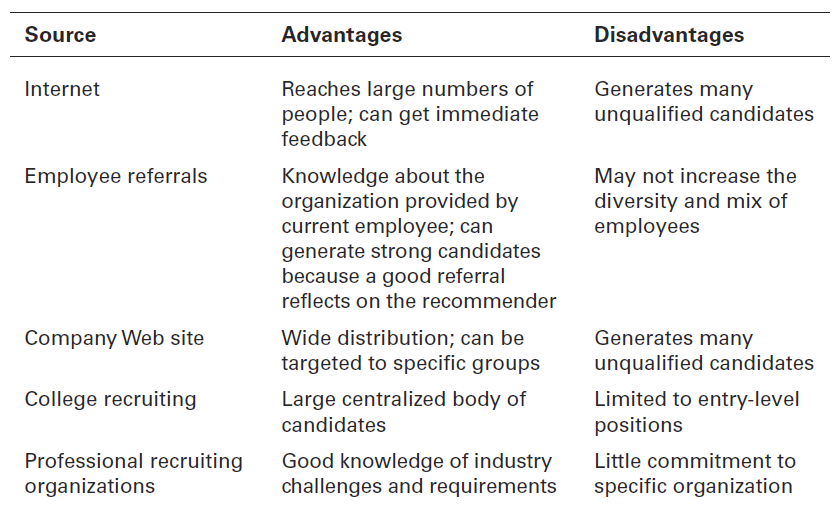 Source Advantages Disadvantages
Internet Reaches large numbers of Generates many
people; can get immediate unqualified candidates
feedback
Employee referrals Knowledge about the May not increase the
organization provided by diversity and mix of
current employee; can employees
generate strong candidates
because a good referral
reflects on the recommender
Company Web site Wide distribution; can be Generates many
targeted to specific groups unqualified candidates
College recruiting Large centralized body of Limited to entry-level
candidates positions
Professional recruiting Good knowledge of industry Little commitment to
organizations challenges and requirements specific organization